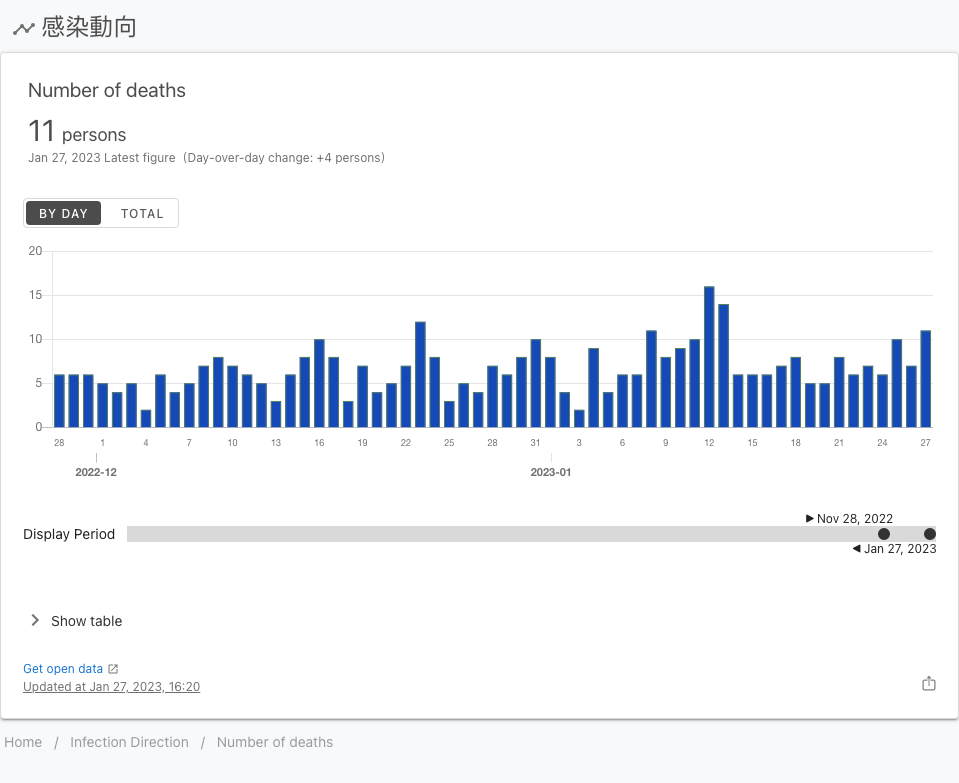 感染動向
Number of deaths
11 persons
Jan 27, 2023 Latest figure (Day-over-day change: +4 persons)
BY DAY TOTAL
20
15
10
5
0
28 1 4 7 10 13 16 19 22 25 28 31 3 6 9 12 15 18 21 24 27
2022-12 2023-01
Nov 28, 2022
Display Period
Jan 27, 2023
Show table
Get open data
Updated at Jan 27, 2023, 16:20
Home / Infection Direction / Number of deaths